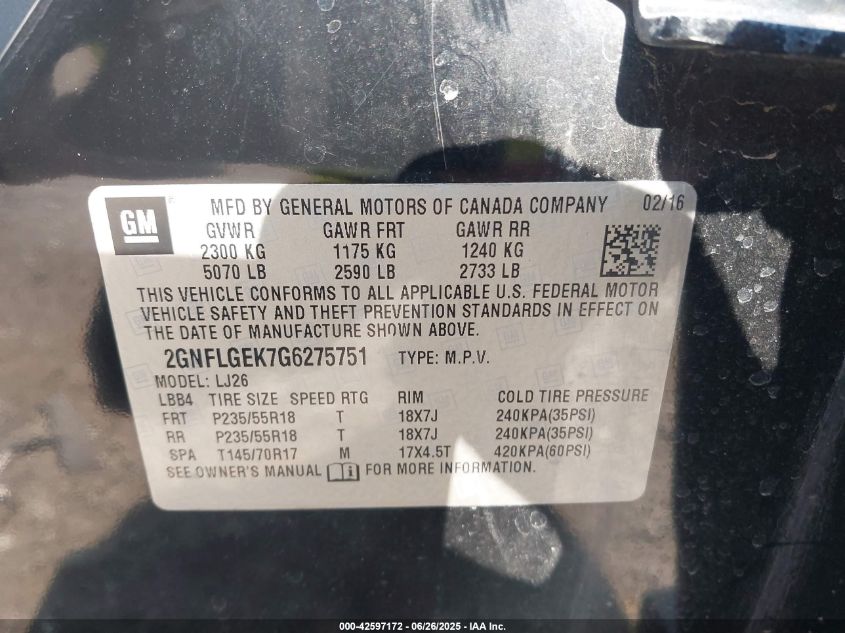 GM MFD BY GENERAL MOTORS OF CANADA COMPANY 02/16
GVWR GAWR FRT GAWR RR
2300 KG 1175 KG 1240 KG
5070 LB 2590 LB 2733 LB
THIS VEHICLE CONFORMS TO ALL APPLICABLE U.S. FEDERAL MOTOR
VEHICLE SAFETY AND THEFT PREVENTION STANDARDS IN EFFECT ON
THE DATE OF MANUFACTURE SHOWN ABOVE.
2GNFLGEK7G6275751 TYPE: M.P.V.
MODEL: LJ26
LBB4 TIRE SIZE SPEED RTG RIM COLD TIRE PRESSURE
FRT P235/55R18 T 18X7J 240KPA(35PSI)
RR P235/55R18 T 18X7J 240KPA(35PSI)
SPA T145/70R17 M 17X4.5T 420KPA(60PSI)
SEE OWNER'S MANUAL FOR MORE INFORMATION.
000-42597172 - 06/26/2025 - IAA Inc.